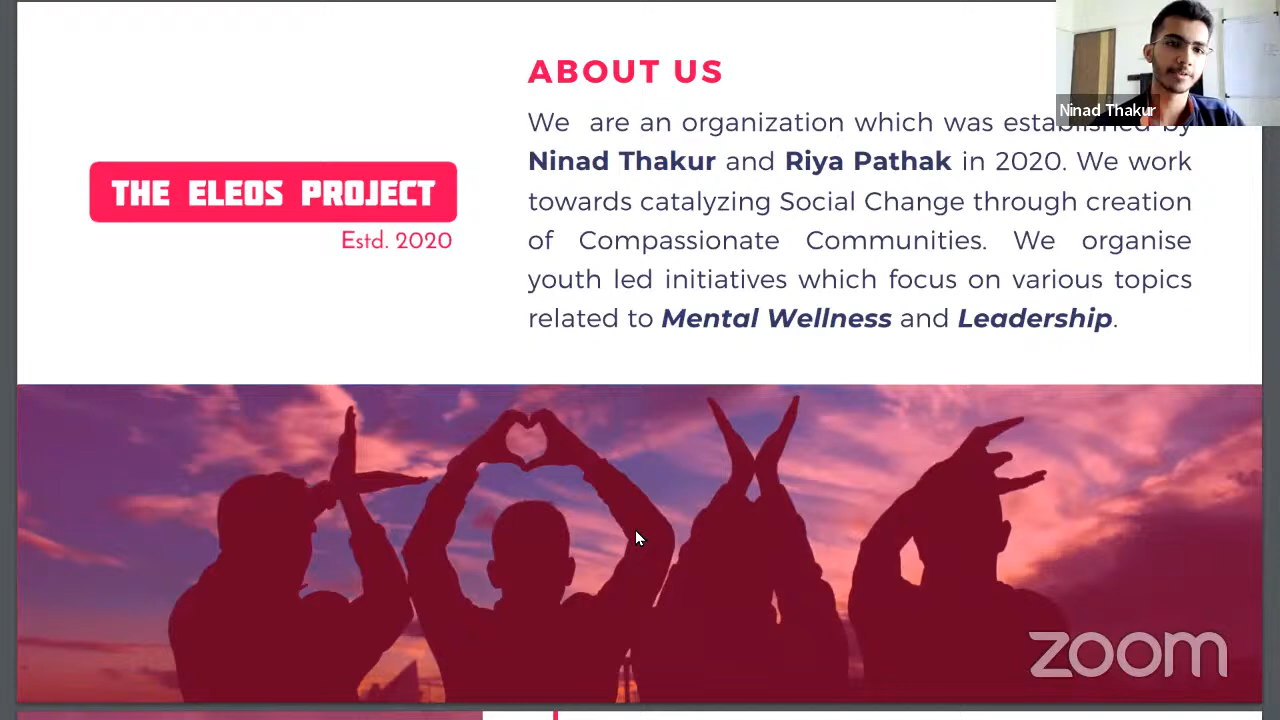 ABOUT US
Ninad Thakur
We are an organization which was established by
THE ELEOS PROJECT
Estd. 2020
Ninad Thakur and Riya Pathak in 2020. We work
towards catalyzing Social Change through creation
of Compassionate Communities. We organise
youth led initiatives which focus on various topics
related to Mental Wellness and Leadership.
zoom